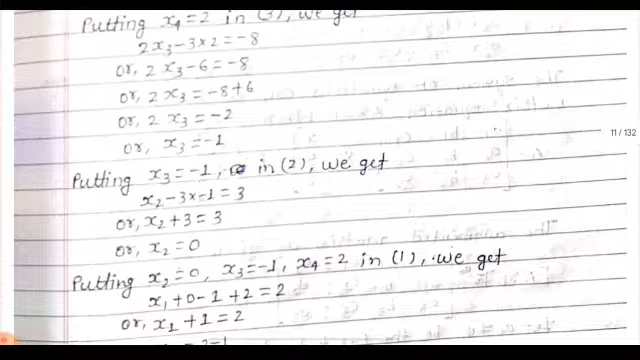 Putting x₄=2 in (3), we get
2x₃-3×2=-8
or, 2x₃-6=-8
or, 2x₃=-8+6
or, 2x₃=-2
or, x₃=-1
11 / 132
Putting x₃=-1, in (2), we get
x₂-3×-1=3
or, x₂+3=3
or, x₂=0
Putting x₂=0, x₃=-1, x₄=2 in (1), we get
x₁+0-1+2=2
or, x₁+1=2
=2-1